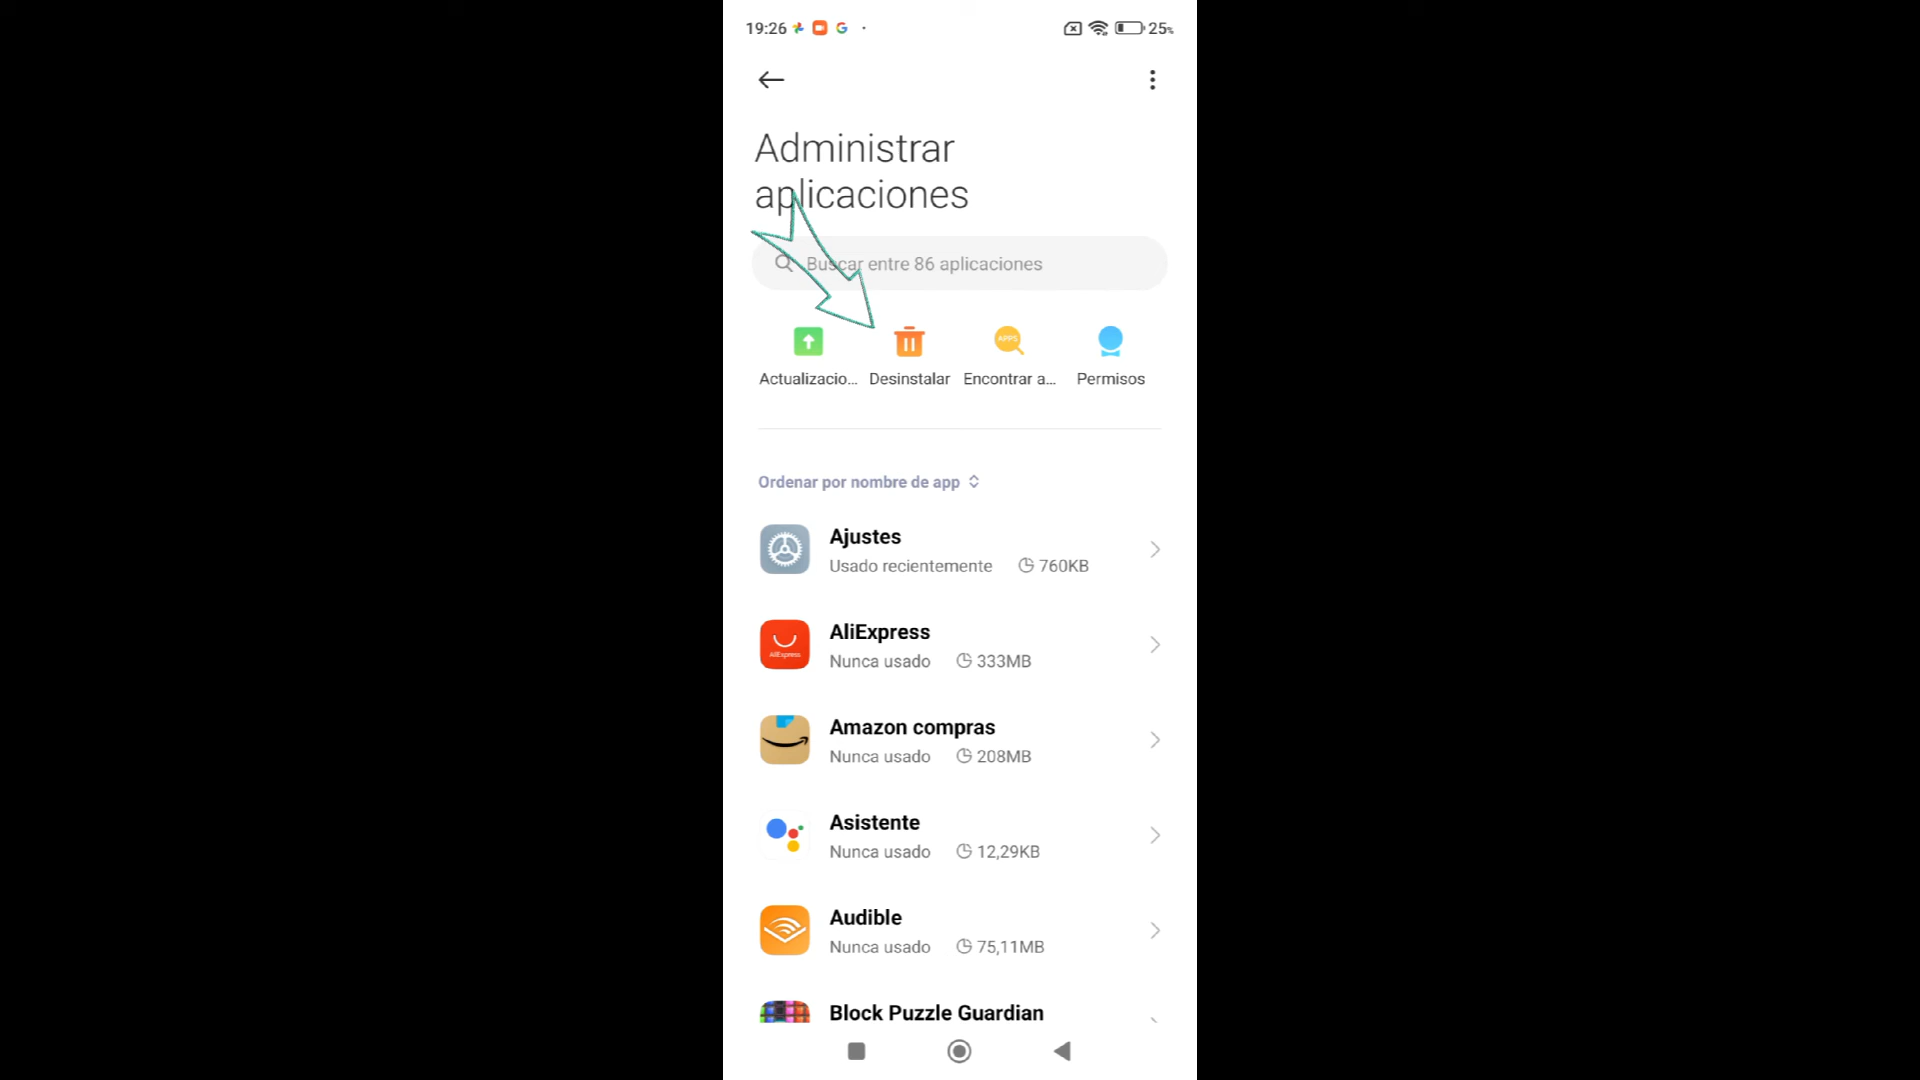 19:26
25%
Administrar
aplicaciones
Buscar entre 86 aplicaciones
APPS
Actualizacio... Desinstalar Encontrar a... Permisos
Ordenar por nombre de app
Ajustes
Usado recientemente 760KB
AliExpress
AliExpress
Nunca usado 333MB
Amazon compras
Nunca usado 208MB
Asistente
Nunca usado 12,29KB
Audible
Nunca usado 75,11MB
Block Puzzle Guardian